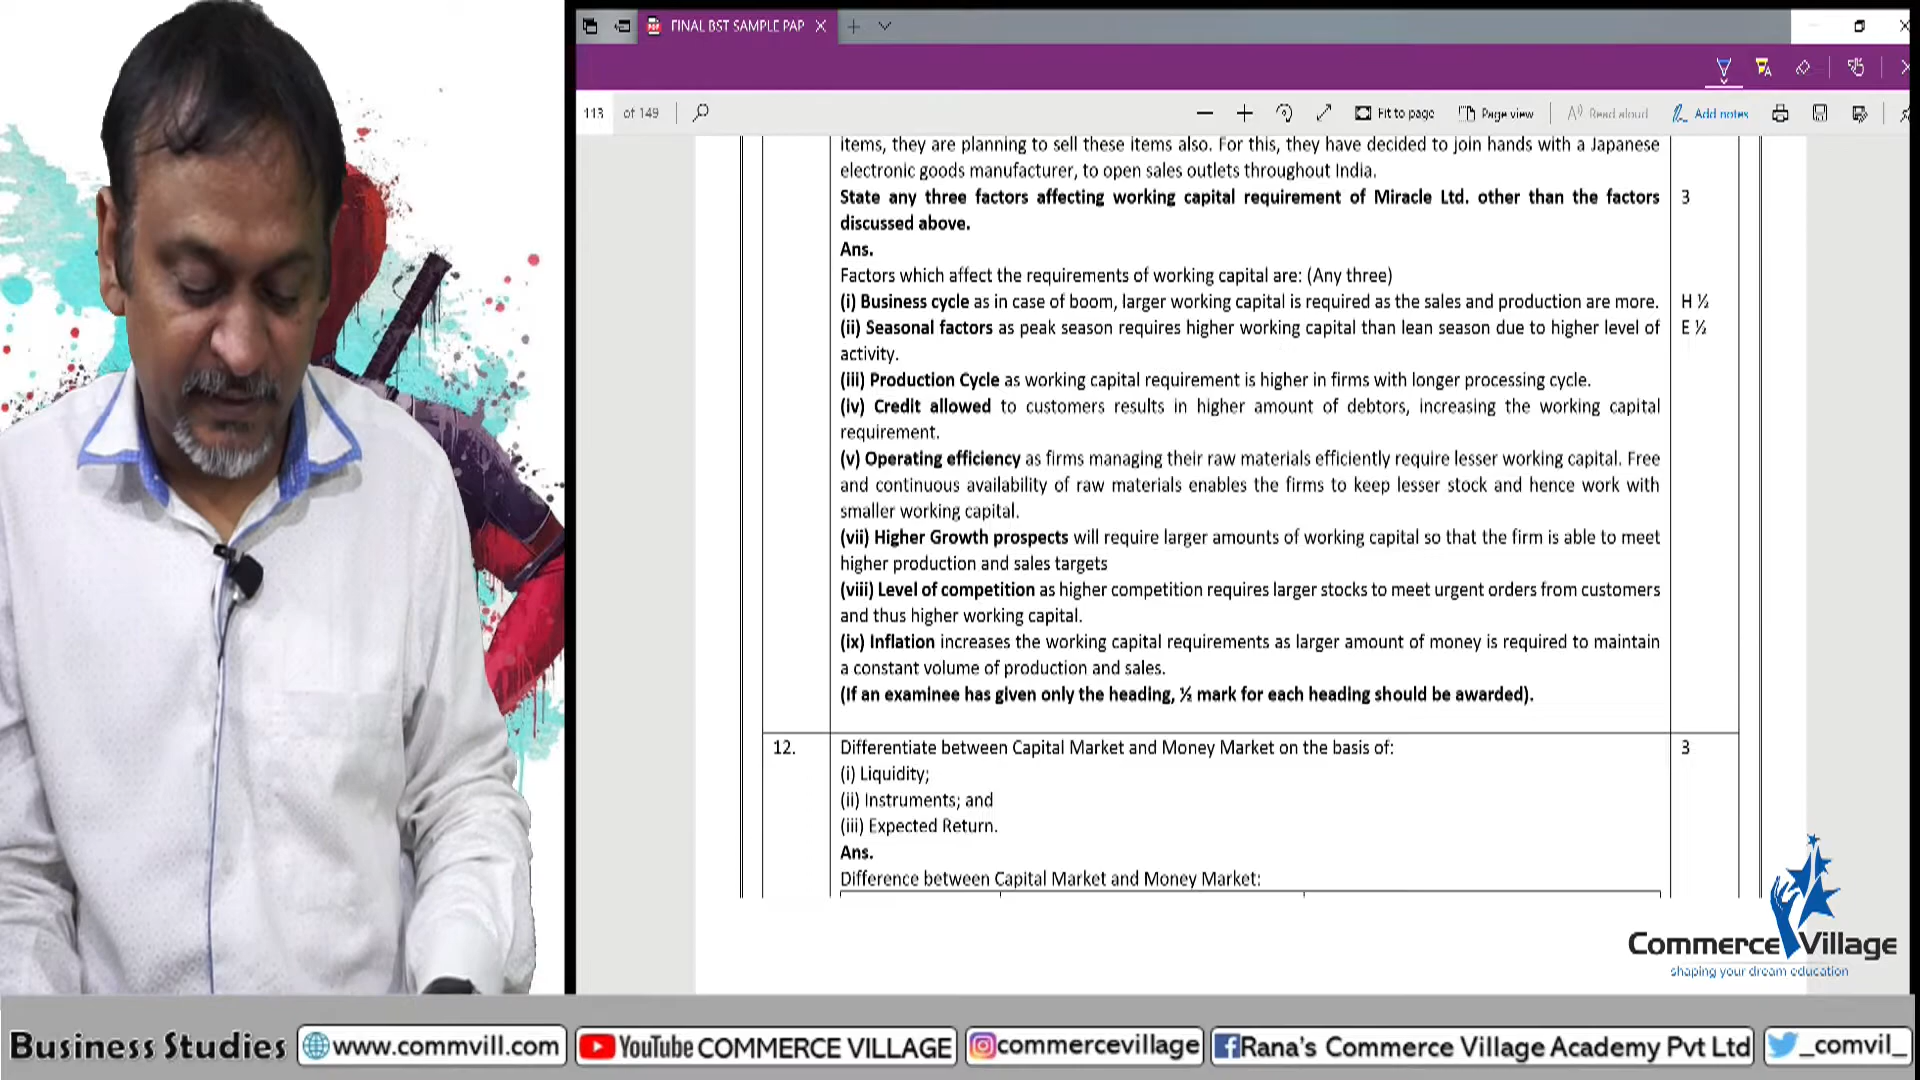 FINAL BST SAMPLE PAP
113 of 149
Fit to page
Page view
Read aloud
Add notes
items, they are planning to sell these items also. For this, they have decided to join hands with a Japanese
electronic goods manufacturer, to open sales outlets throughout India.
State any three factors affecting working capital requirement of Miracle Ltd. other than the factors 3
discussed above.
Ans.
Factors which affect the requirements of working capital are: (Any three)
(i) Business cycle as in case of boom, larger working capital is required as the sales and production are more. H ½
(ii) Seasonal factors as peak season requires higher working capital than lean season due to higher level of E ½
activity.
(iii) Production Cycle as working capital requirement is higher in firms with longer processing cycle.
(iv) Credit allowed to customers results in higher amount of debtors, increasing the working capital
requirement.
(v) Operating efficiency as firms managing their raw materials efficiently require lesser working capital. Free
and continuous availability of raw materials enables the firms to keep lesser stock and hence work with
smaller working capital.
(vii) Higher Growth prospects will require larger amounts of working capital so that the firm is able to meet
higher production and sales targets
(viii) Level of competition as higher competition requires larger stocks to meet urgent orders from customers
and thus higher working capital.
(ix) Inflation increases the working capital requirements as larger amount of money is required to maintain
a constant volume of production and sales.
(If an examinee has given only the heading, ½ mark for each heading should be awarded).
12. Differentiate between Capital Market and Money Market on the basis of: 3
(i) Liquidity;
(ii) Instruments; and
(iii) Expected Return.
Ans.
Difference between Capital Market and Money Market:
Commerce Village
shaping your dream education
Business Studies
www.commvill.com
YouTube COMMERCE VILLAGE
commercevillage
Rana's Commerce Village Academy Pvt Ltd
_comvil_